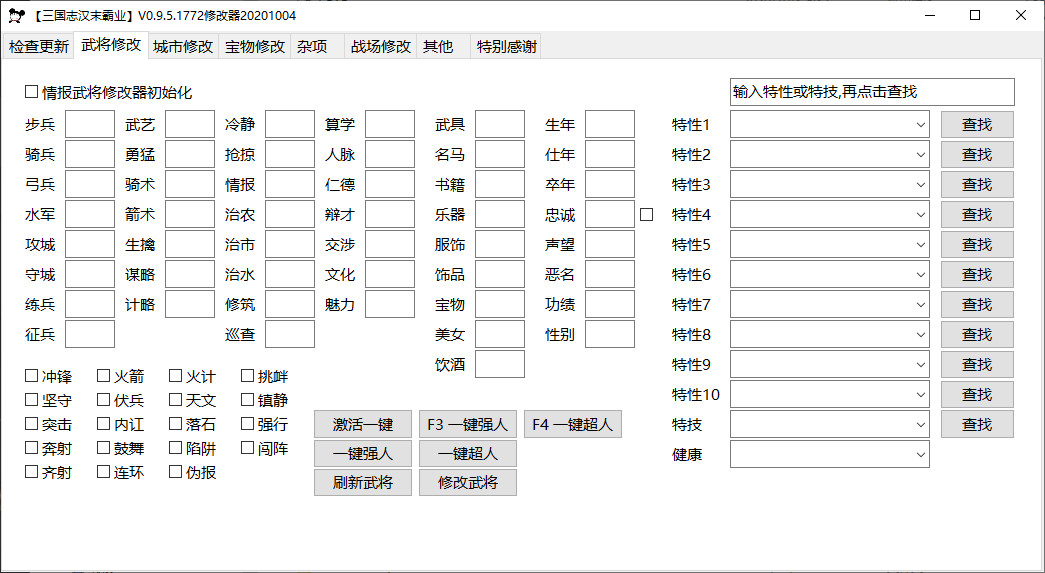 【三国志汉末霸业】V0.9.5.1772修改器20201004
检查更新 武将修改 城市修改 宝物修改 杂项 战场修改 其他 特别感谢
情报武将修改器初始化 输入特性或特技,再点击查找
步兵 武艺 冷静 算学 武具 生年 特性1 查找
骑兵 勇猛 抢掠 人脉 名马 仕年 特性2 查找
弓兵 骑术 情报 仁德 书籍 卒年 特性3 查找
水军 箭术 治农 辩才 乐器 忠诚 特性4 查找
攻城 生擒 治市 交涉 服饰 声望 特性5 查找
守城 谋略 治水 文化 饰品 恶名 特性6 查找
练兵 计略 修筑 魅力 宝物 功绩 特性7 查找
征兵 巡查 美女 性别 特性8 查找
饮酒 特性9 查找
冲锋 火箭 火计 挑衅
特性10 查找
坚守 伏兵 天文 镇静
突击 内讧 落石 强行 激活一键 F3 一键强人 F4 一键超人 特技 查找
奔射 鼓舞 陷阱 闯阵 一键强人 一键超人 健康
齐射 连环 伪报 刷新武将 修改武将